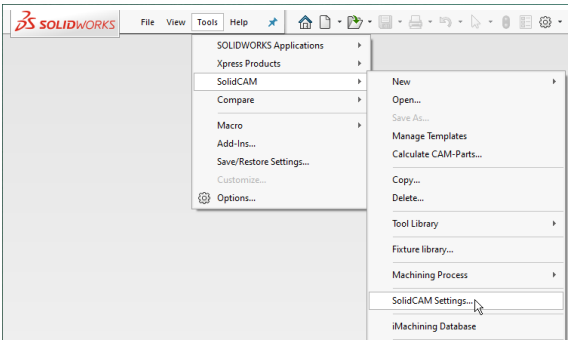 SOLIDWORKS File View Tools Help
SOLIDWORKS Applications
Xpress Products
SolidCAM
Compare
Macro
Add-Ins...
Save/Restore Settings...
Customize...
Options...
New
Open...
Save As...
Manage Templates
Calculate CAM-Parts...
Copy...
Delete...
Tool Library
Fixture library...
Machining Process
SolidCAM Settings...
iMachining Database